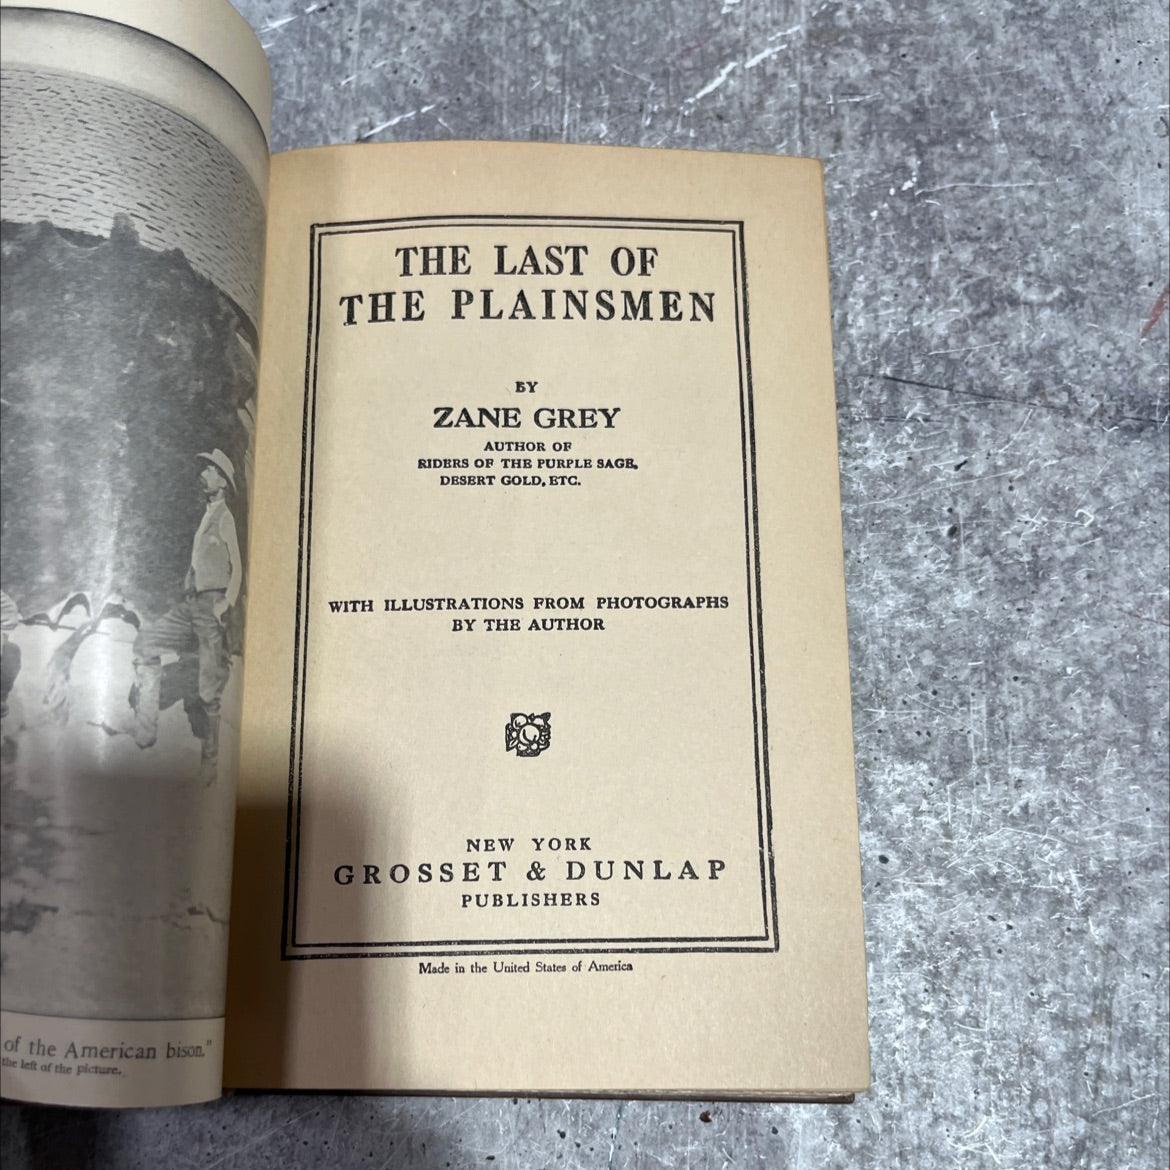 of the American bison."
the left of the picture.
THE LAST OF
THE PLAINSMEN
BY
ZANE GREY
AUTHOR OF
RIDERS OF THE PURPLE SAGE,
DESERT GOLD, ETC.
WITH ILLUSTRATIONS FROM PHOTOGRAPHS
BY THE AUTHOR
NEW YORK
GROSSET & DUNLAP
PUBLISHERS
Made in the United States of America